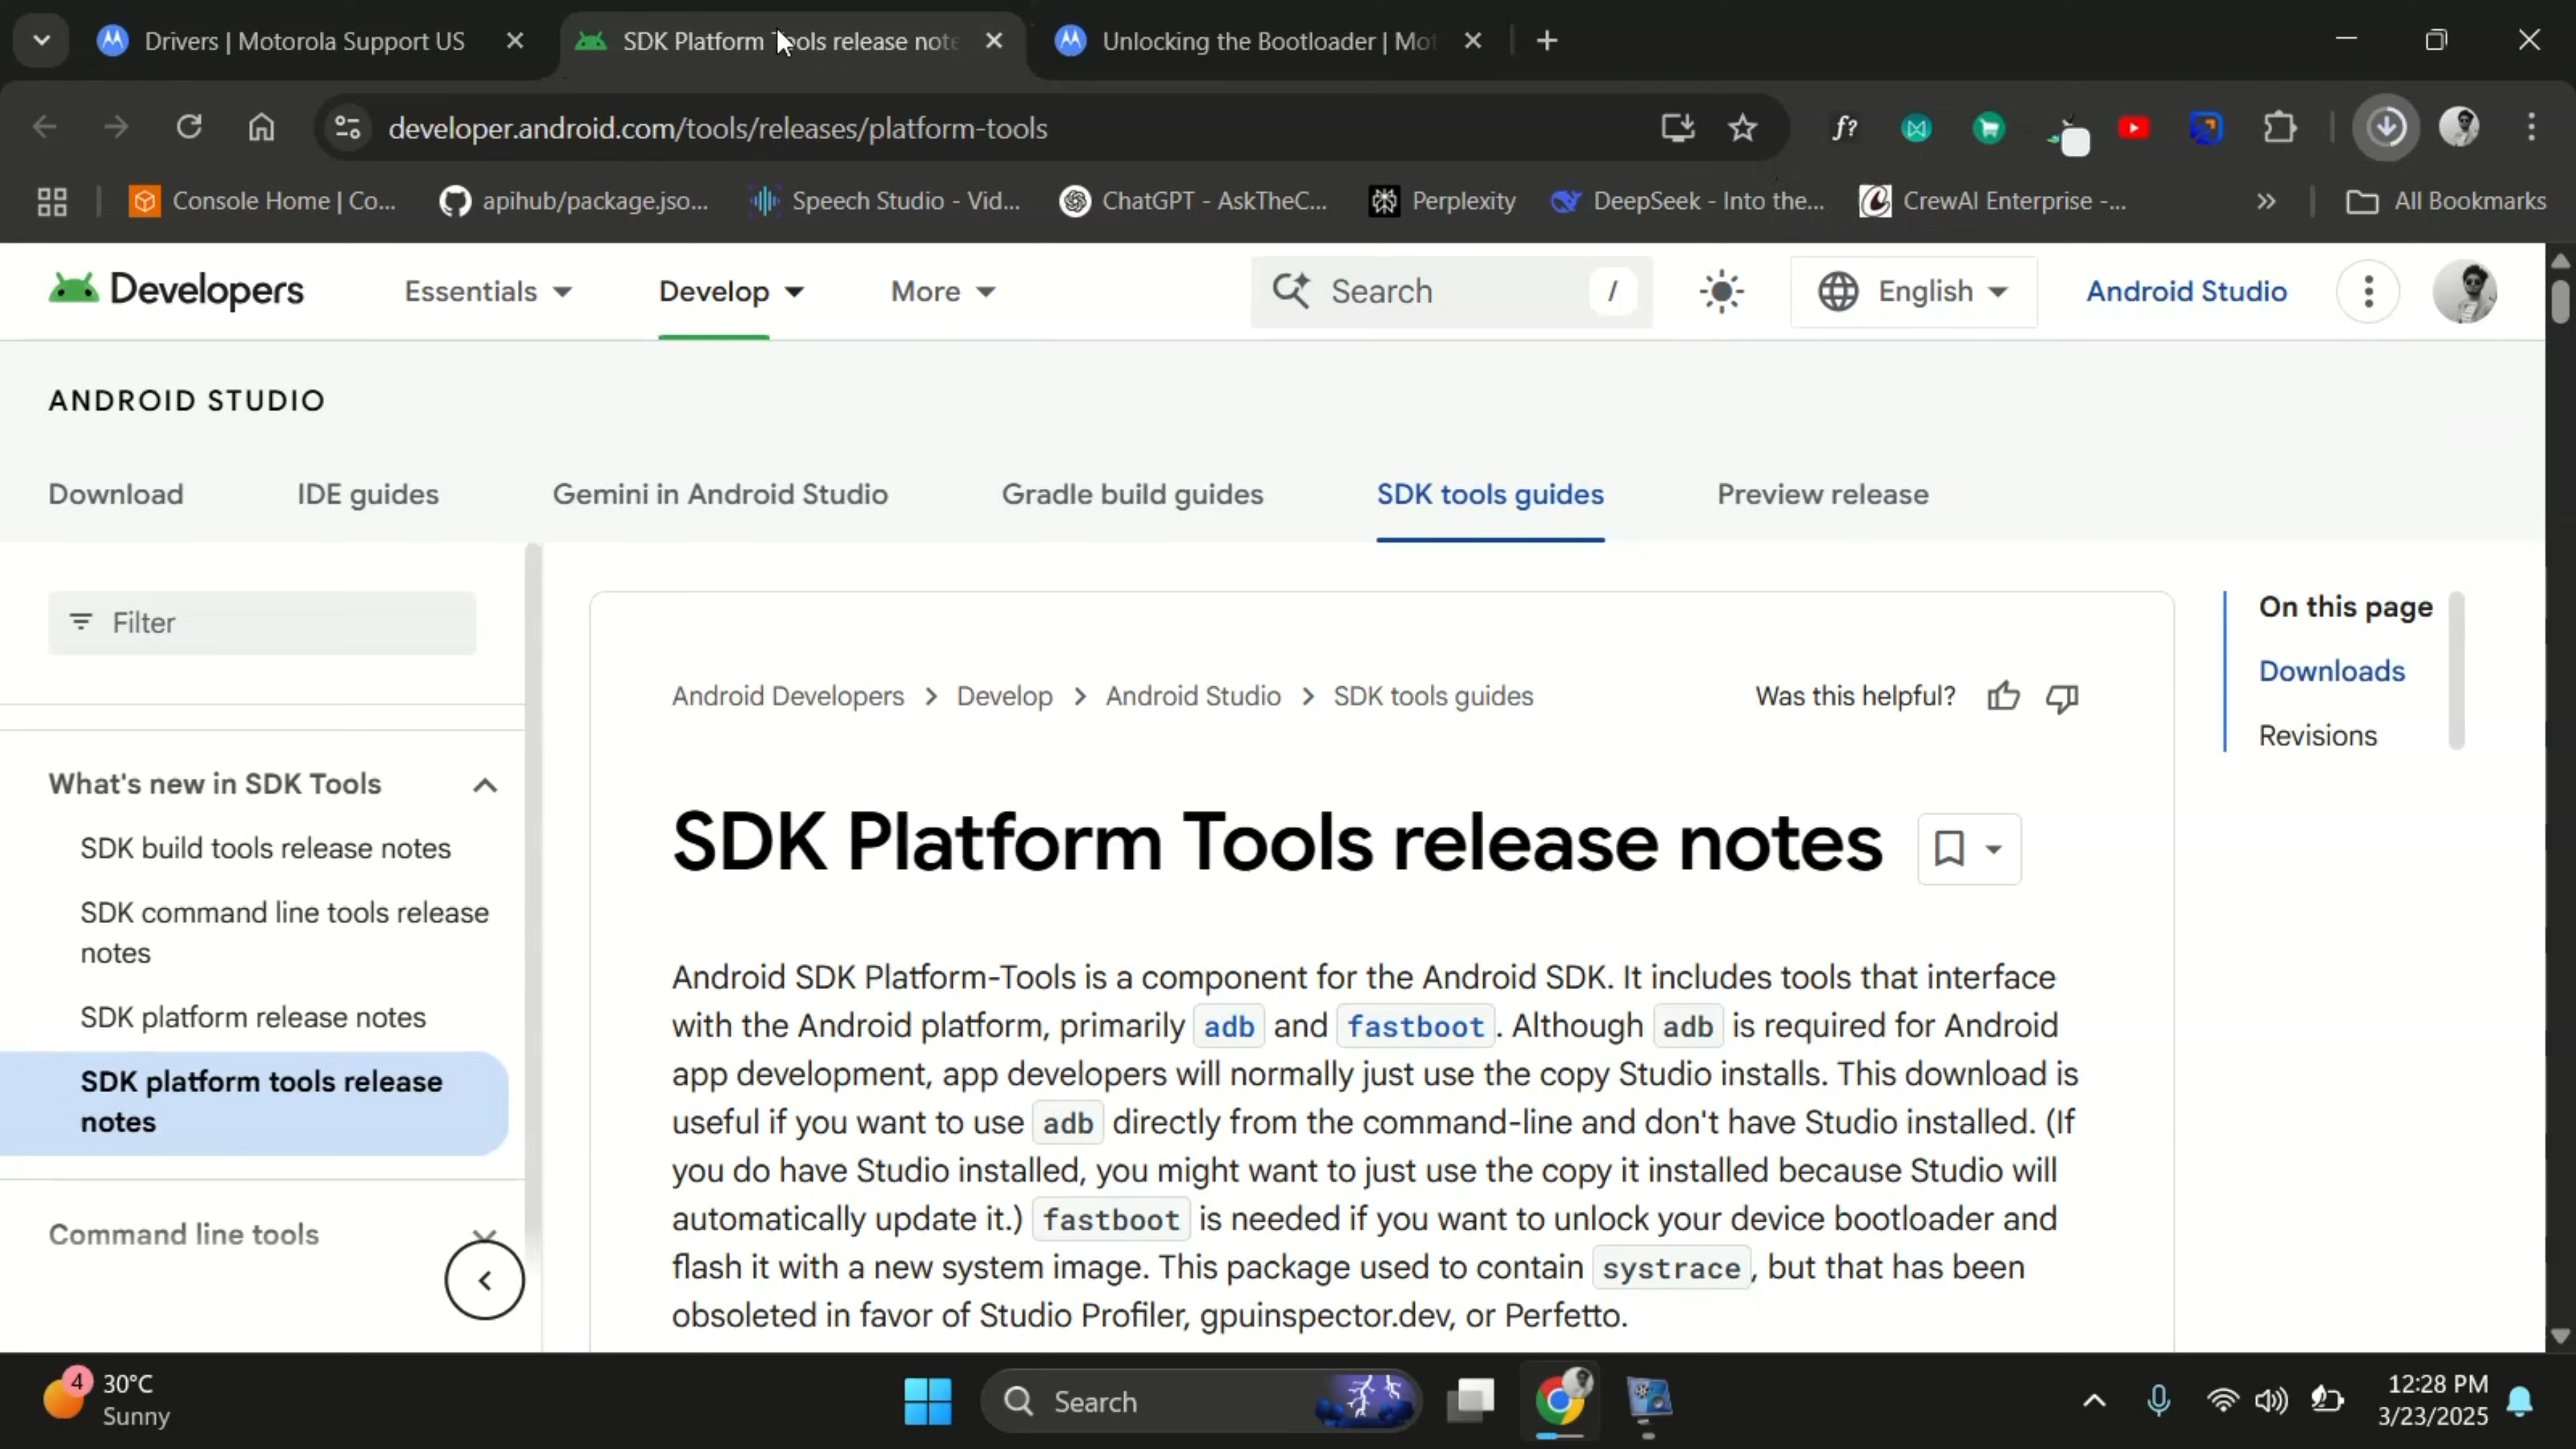 Drivers | Motorola Support US
SDK Platform Tools release note
Unlocking the Bootloader | Mot
developer.android.com/tools/releases/platform-tools
f?
Console Home | Co...
apihub/package.jso...
Speech Studio - Vid...
ChatGPT - AskTheC...
Perplexity
DeepSeek - Into the...
CrewAI Enterprise -...
All Bookmarks
Developers
Essentials
Develop
More
Search
/
English
Android Studio
ANDROID STUDIO
Download
IDE guides
Gemini in Android Studio
Gradle build guides
SDK tools guides
Preview release
Filter
What's new in SDK Tools
SDK build tools release notes
SDK command line tools release
notes
SDK platform release notes
SDK platform tools release
notes
Command line tools
Android Developers > Develop > Android Studio > SDK tools guides
Was this helpful?
SDK Platform Tools release notes
Android SDK Platform-Tools is a component for the Android SDK. It includes tools that interface
with the Android platform, primarily adb and fastboot. Although adb is required for Android
app development, app developers will normally just use the copy Studio installs. This download is
useful if you want to use adb directly from the command-line and don't have Studio installed. (If
you do have Studio installed, you might want to just use the copy it installed because Studio will
automatically update it.) fastboot is needed if you want to unlock your device bootloader and
flash it with a new system image. This package used to contain systrace, but that has been
obsoleted in favor of Studio Profiler, gpuinspector.dev, or Perfetto.
On this page
Downloads
Revisions
4
30°C
Sunny
Search
12:28 PM
3/23/2025